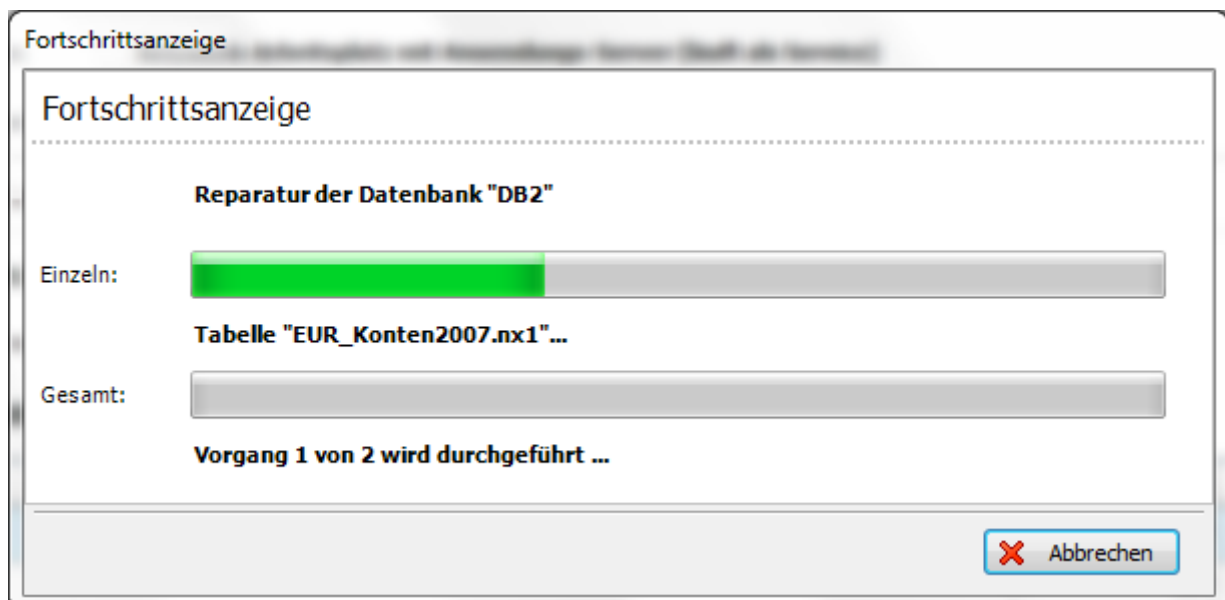 Fortschrittsanzeige
Fortschrittsanzeige
Reparatur der Datenbank "DB2"
Einzeln:
Tabelle "EUR_Konten2007.nx1"...
Gesamt:
Vorgang 1 von 2 wird durchgeführt ...
Abbrechen